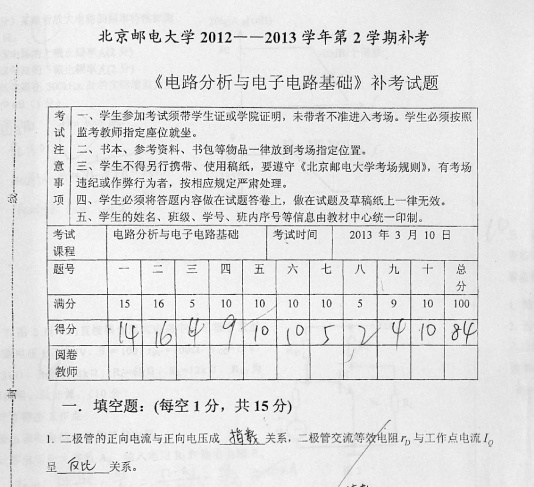 北京邮电大学 2012——2013 学年第 2 学期补考
《电路分析与电子电路基础》补考试题
考试注意事项
一、学生参加考试须带学生证或学院证明，未带者不准进入考场。学生必须按照
监考教师指定座位就坐。
二、书本、参考资料、书包等物品一律放到考场指定位置。
三、学生不得另行携带、使用稿纸，要遵守《北京邮电大学考场规则》，有考场
违纪或作弊行为者，按相应规定严肃处理。
四、学生必须将答题内容做在试题答卷上，做在试题及草稿纸上一律无效。
五、学生的姓名、班级、学号、班内序号等信息由教材中心统一印制。
考试课程 电路分析与电子电路基础 考试时间 2013 年 3 月 10 日
题号 一 二 三 四 五 六 七 八 九 十 总分
满分 15 16 5 10 10 10 10 5 9 10 100
得分 14 16 4 9 10 10 5 2 4 10 84
阅卷教师
一．填空题：(每空 1 分，共 15 分)
1. 二极管的正向电流与正向电压成 指数 关系，二极管交流等效电阻 r_D 与工作点电流 I_Q
呈 反比 关系。